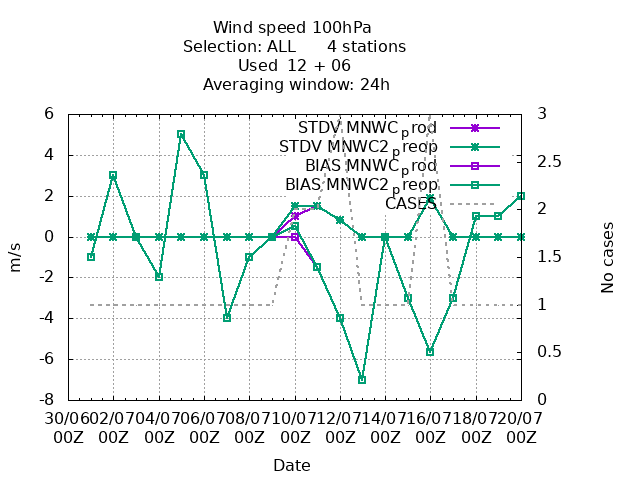 Wind speed 100hPa
Selection: ALL 4 stations
Used 12 + 06
Averaging window: 24h
STDV MNWC_prod
STDV MNWC2_preop
BIAS MNWC_prod
BIAS MNWC2_preop
CASES
m/s
6
4
2
0
-2
-4
-6
-8
No cases
3
2.5
2
1.5
1
0.5
0
30/06 02/07 04/07 06/07 08/07 10/07 12/07 14/07 16/07 18/07 20/07
00Z 00Z 00Z 00Z 00Z 00Z 00Z 00Z 00Z 00Z 00Z
Date